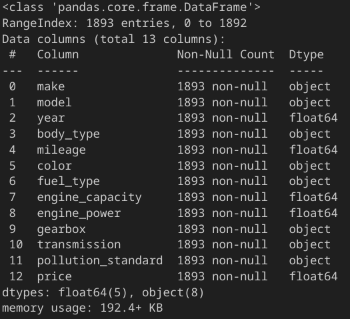 <class 'pandas.core.frame.DataFrame'>
RangeIndex: 1893 entries, 0 to 1892
Data columns (total 13 columns):
 #   Column              Non-Null Count  Dtype
---  ------              --------------  -----
 0   make                1893 non-null   object
 1   model               1893 non-null   object
 2   year                1893 non-null   float64
 3   body_type           1893 non-null   object
 4   mileage             1893 non-null   float64
 5   color               1893 non-null   object
 6   fuel_type           1893 non-null   object
 7   engine_capacity     1893 non-null   float64
 8   engine_power        1893 non-null   float64
 9   gearbox             1893 non-null   object
 10  transmission        1893 non-null   object
 11  pollution_standard  1893 non-null   object
 12  price               1893 non-null   float64
dtypes: float64(5), object(8)
memory usage: 192.4+ KB